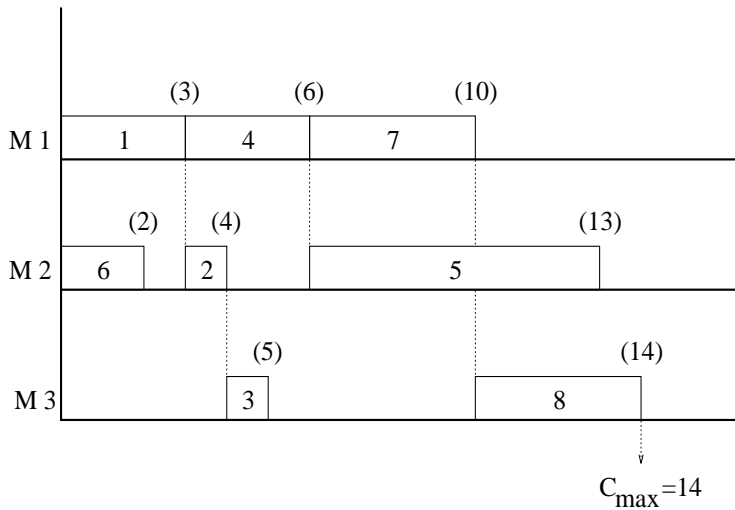 (3) (6) (10)
M 1 1 4 7
(2) (4) (13)
M 2 6 2 5
(5) (14)
M 3 3 8
C max =14